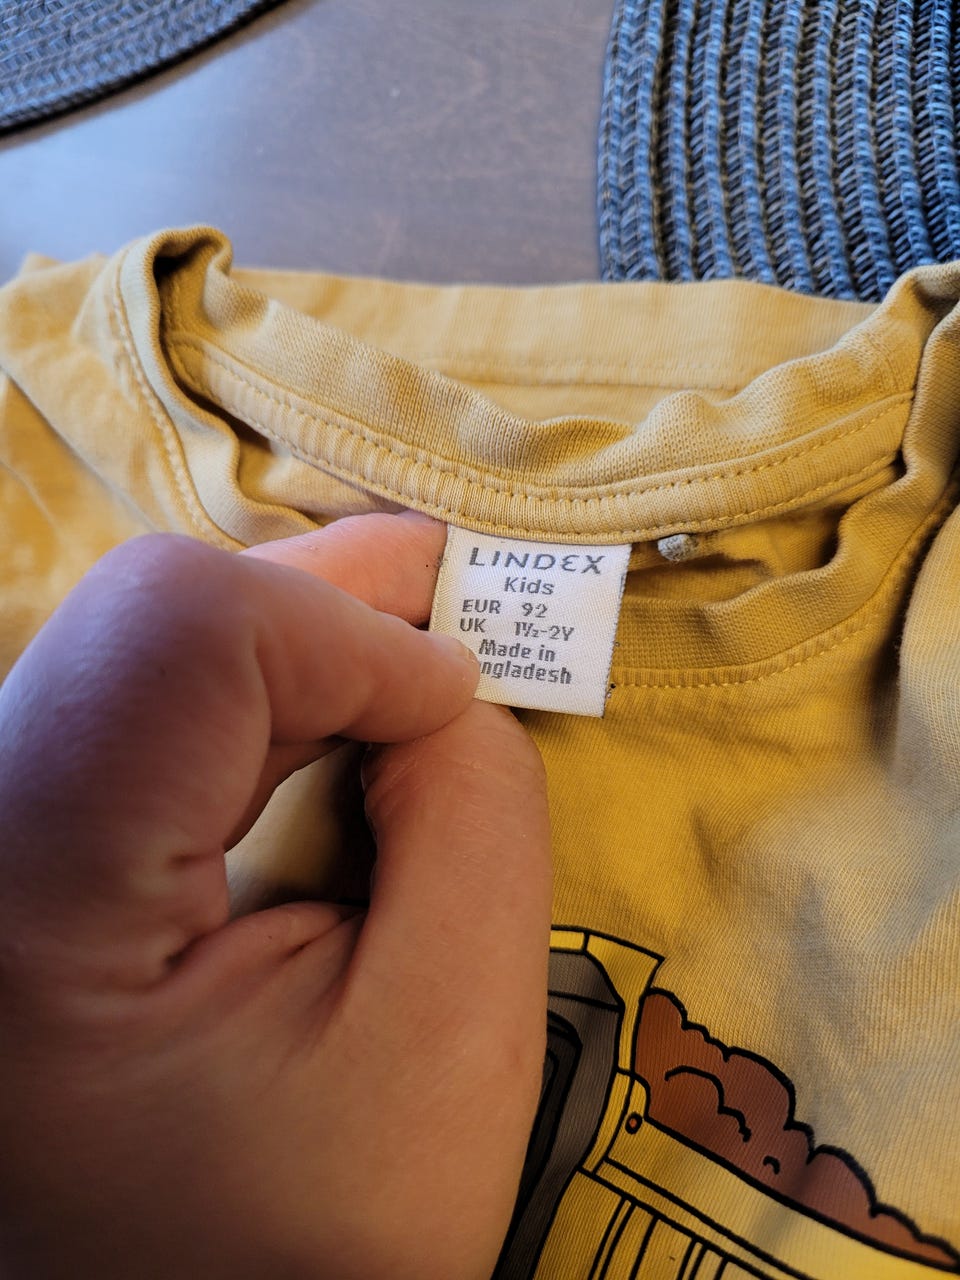 LINDEX
Kids
EUR 92
UK 1½-2Y
Made in
ngladesh